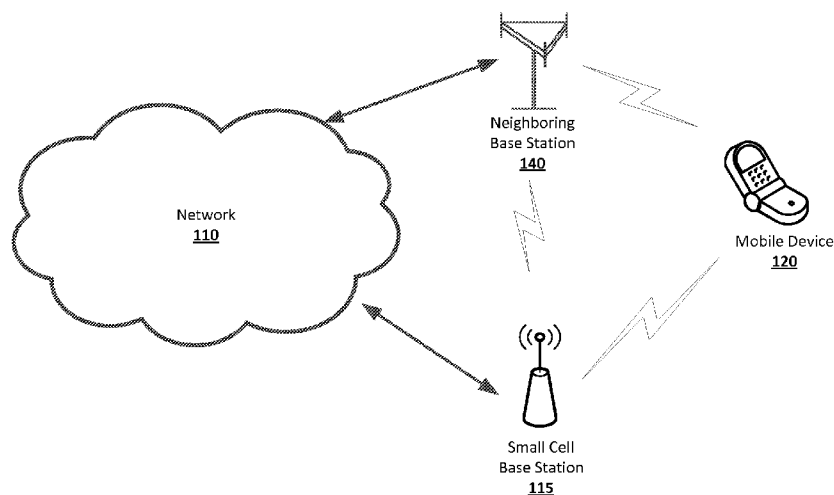 Neighboring
Base Station
140
Network
110
Mobile Device
120
Small Cell
Base Station
115